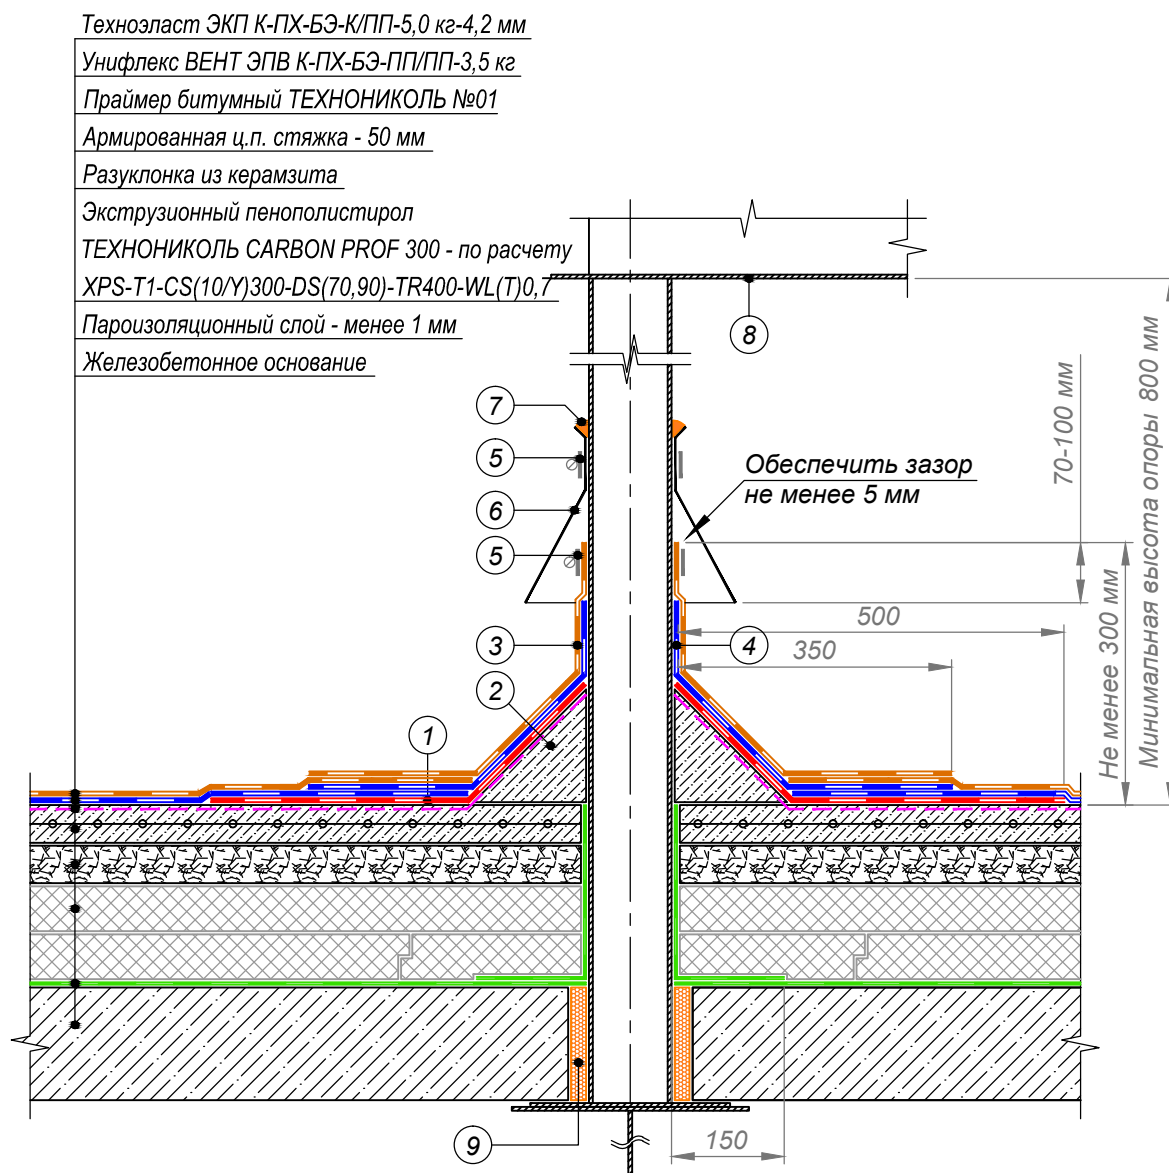 Техноэласт ЭКП К-ПХ-БЭ-К/ПП-5,0 кг-4,2 мм
Унифлекс ВЕНТ ЭПВ К-ПХ-БЭ-ПП/ПП-3,5 кг
Праймер битумный ТЕХНОНИКОЛЬ №01
Армированная ц.п. стяжка - 50 мм
Разуклонка из керамзита
Экструзионный пенополистирол
ТЕХНОНИКОЛЬ CARBON PROF 300 - по расчету
XPS-T1-CS(10/Y)300-DS(70,90)-TR400-WL(T)0,7
Пароизоляционный слой - менее 1 мм
Железобетонное основание
8
7
5
6
5
Обеспечить зазор
не менее 5 мм
70-100 мм
Минимальная высота опоры 800 мм
Не менее 300 мм
500
350
3
4
2
1
9
150